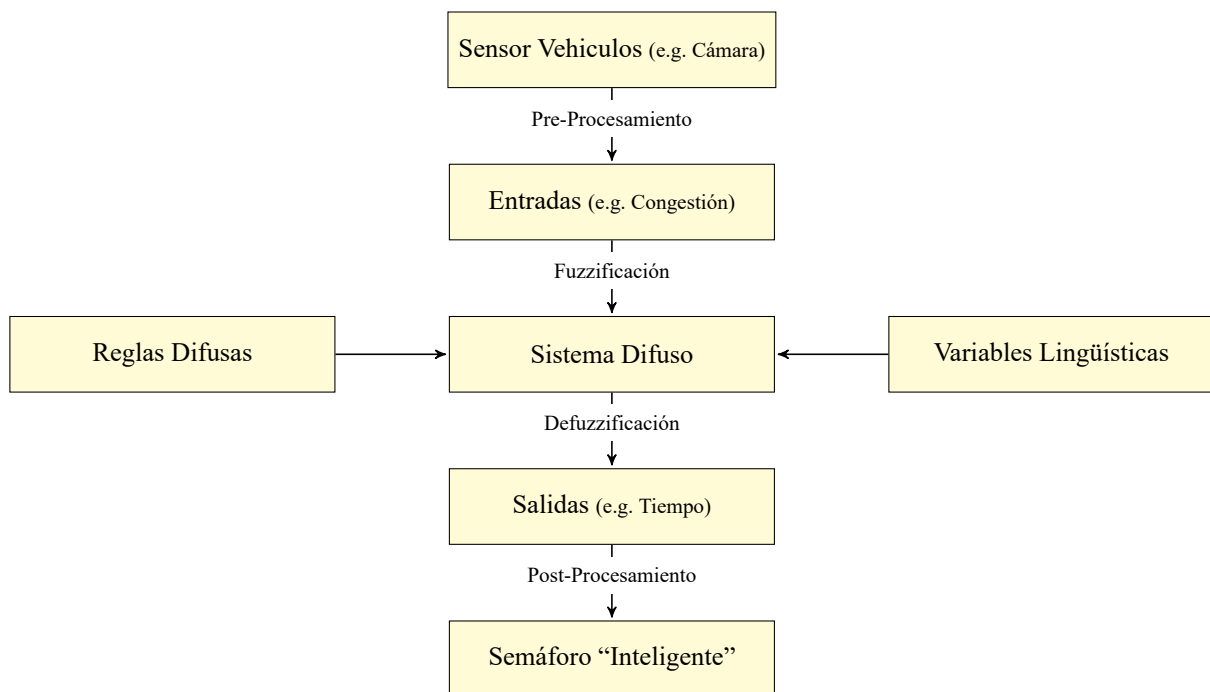 Sensor Vehiculos (e.g. Cámara)
Pre-Procesamiento
Entradas (e.g. Congestión)
Fuzzificación
Reglas Difusas
Sistema Difuso
Variables Lingüísticas
Defuzzificación
Salidas (e.g. Tiempo)
Post-Procesamiento
Semáforo “Inteligente”